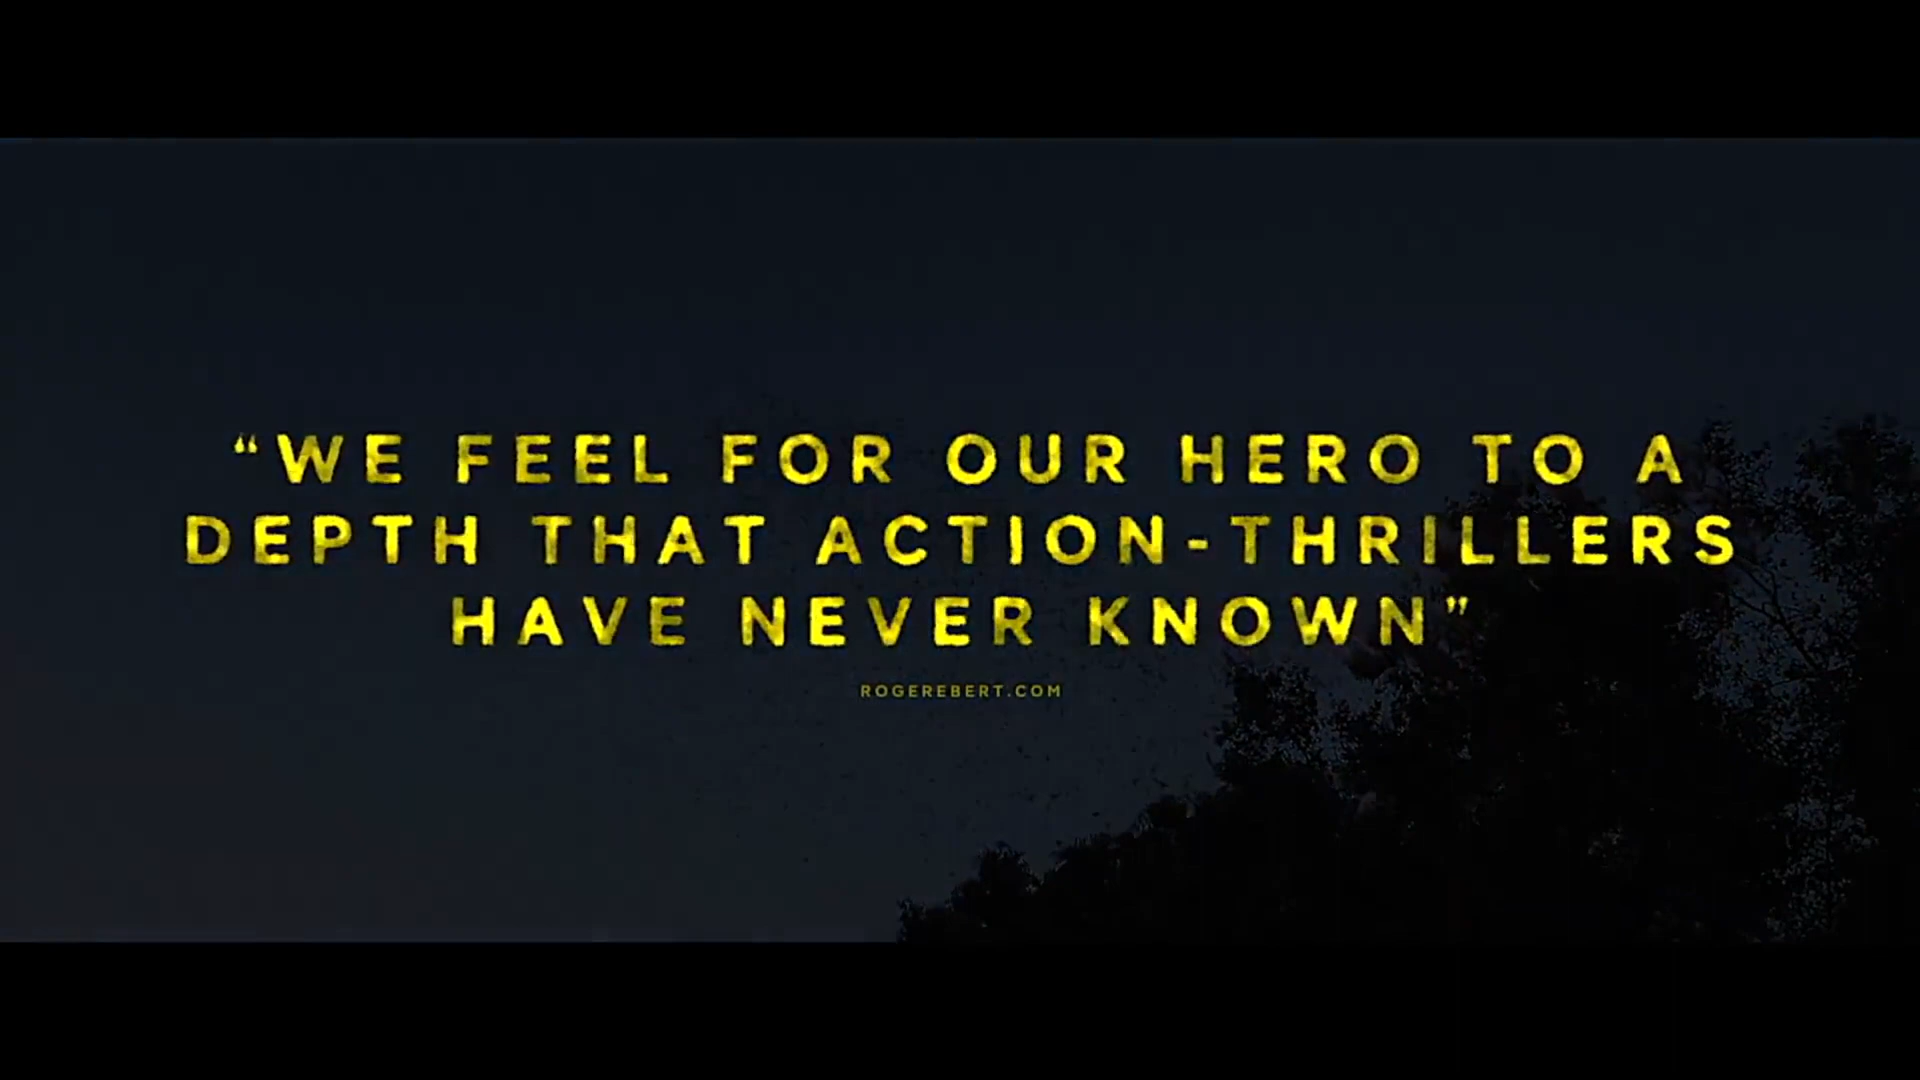 “WE FEEL FOR OUR HERO TO A
DEPTH THAT ACTION-THRILLERS
HAVE NEVER KNOWN”
ROGEREBERT.COM